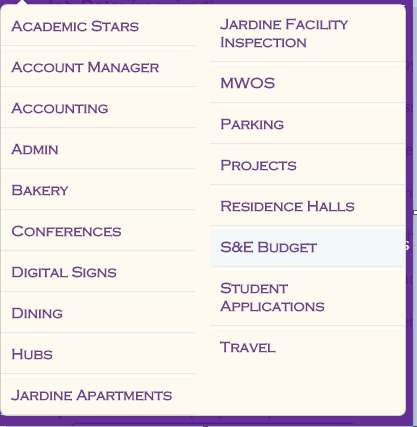 Academic Stars
Account Manager
Accounting
Admin
Bakery
Conferences
Digital Signs
Dining
Hubs
Jardine Apartments
Jardine Facility
Inspection
MWOS
Parking
Projects
Residence Halls
S&E Budget
Student
Applications
Travel